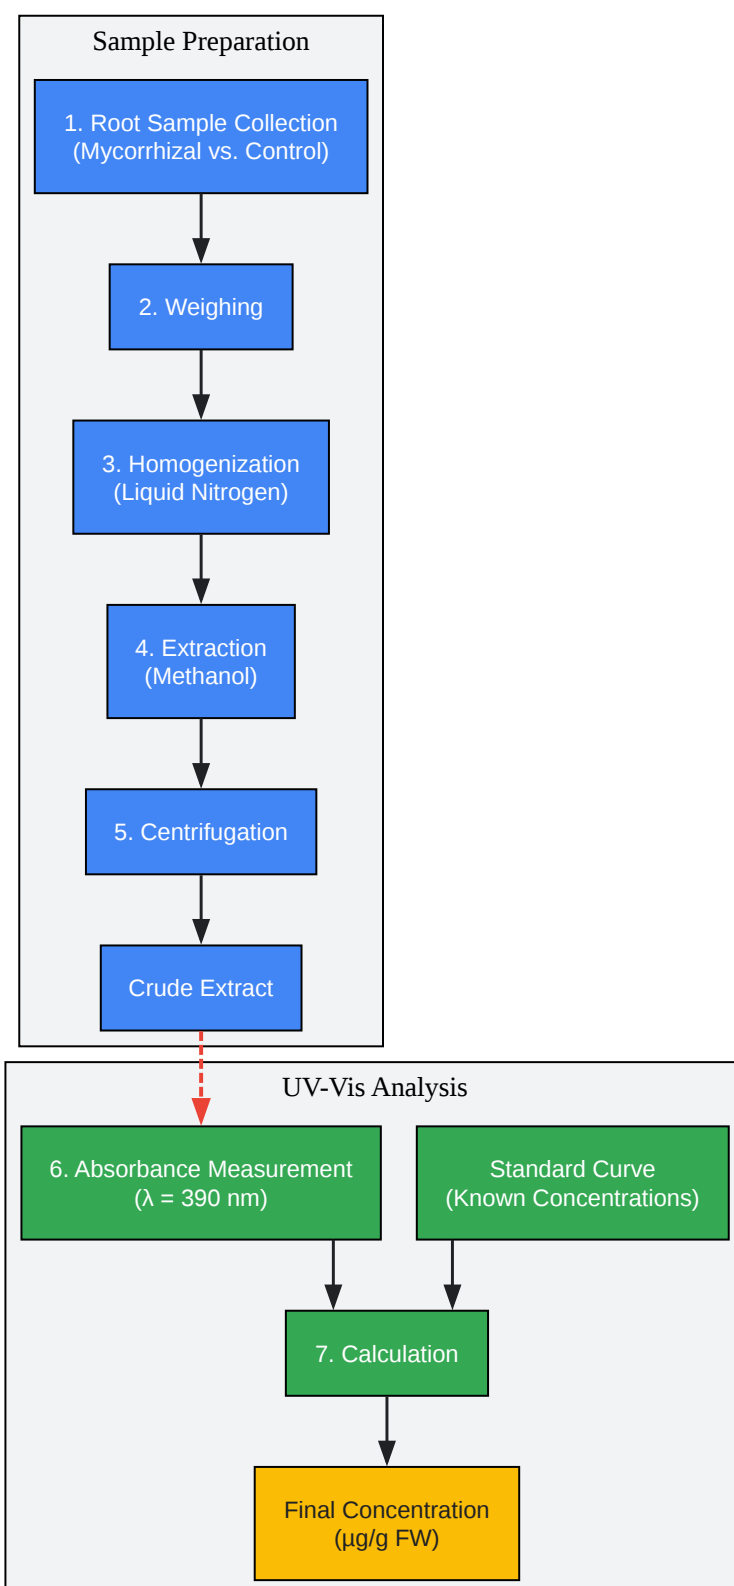 Sample Preparation
1. Root Sample Collection
(Mycorrhizal vs. Control)
2. Weighing
3. Homogenization
(Liquid Nitrogen)
4. Extraction
(Methanol)
5. Centrifugation
Crude Extract
UV-Vis Analysis
6. Absorbance Measurement
(λ = 390 nm)
Standard Curve
(Known Concentrations)
7. Calculation
Final Concentration
(µg/g FW)